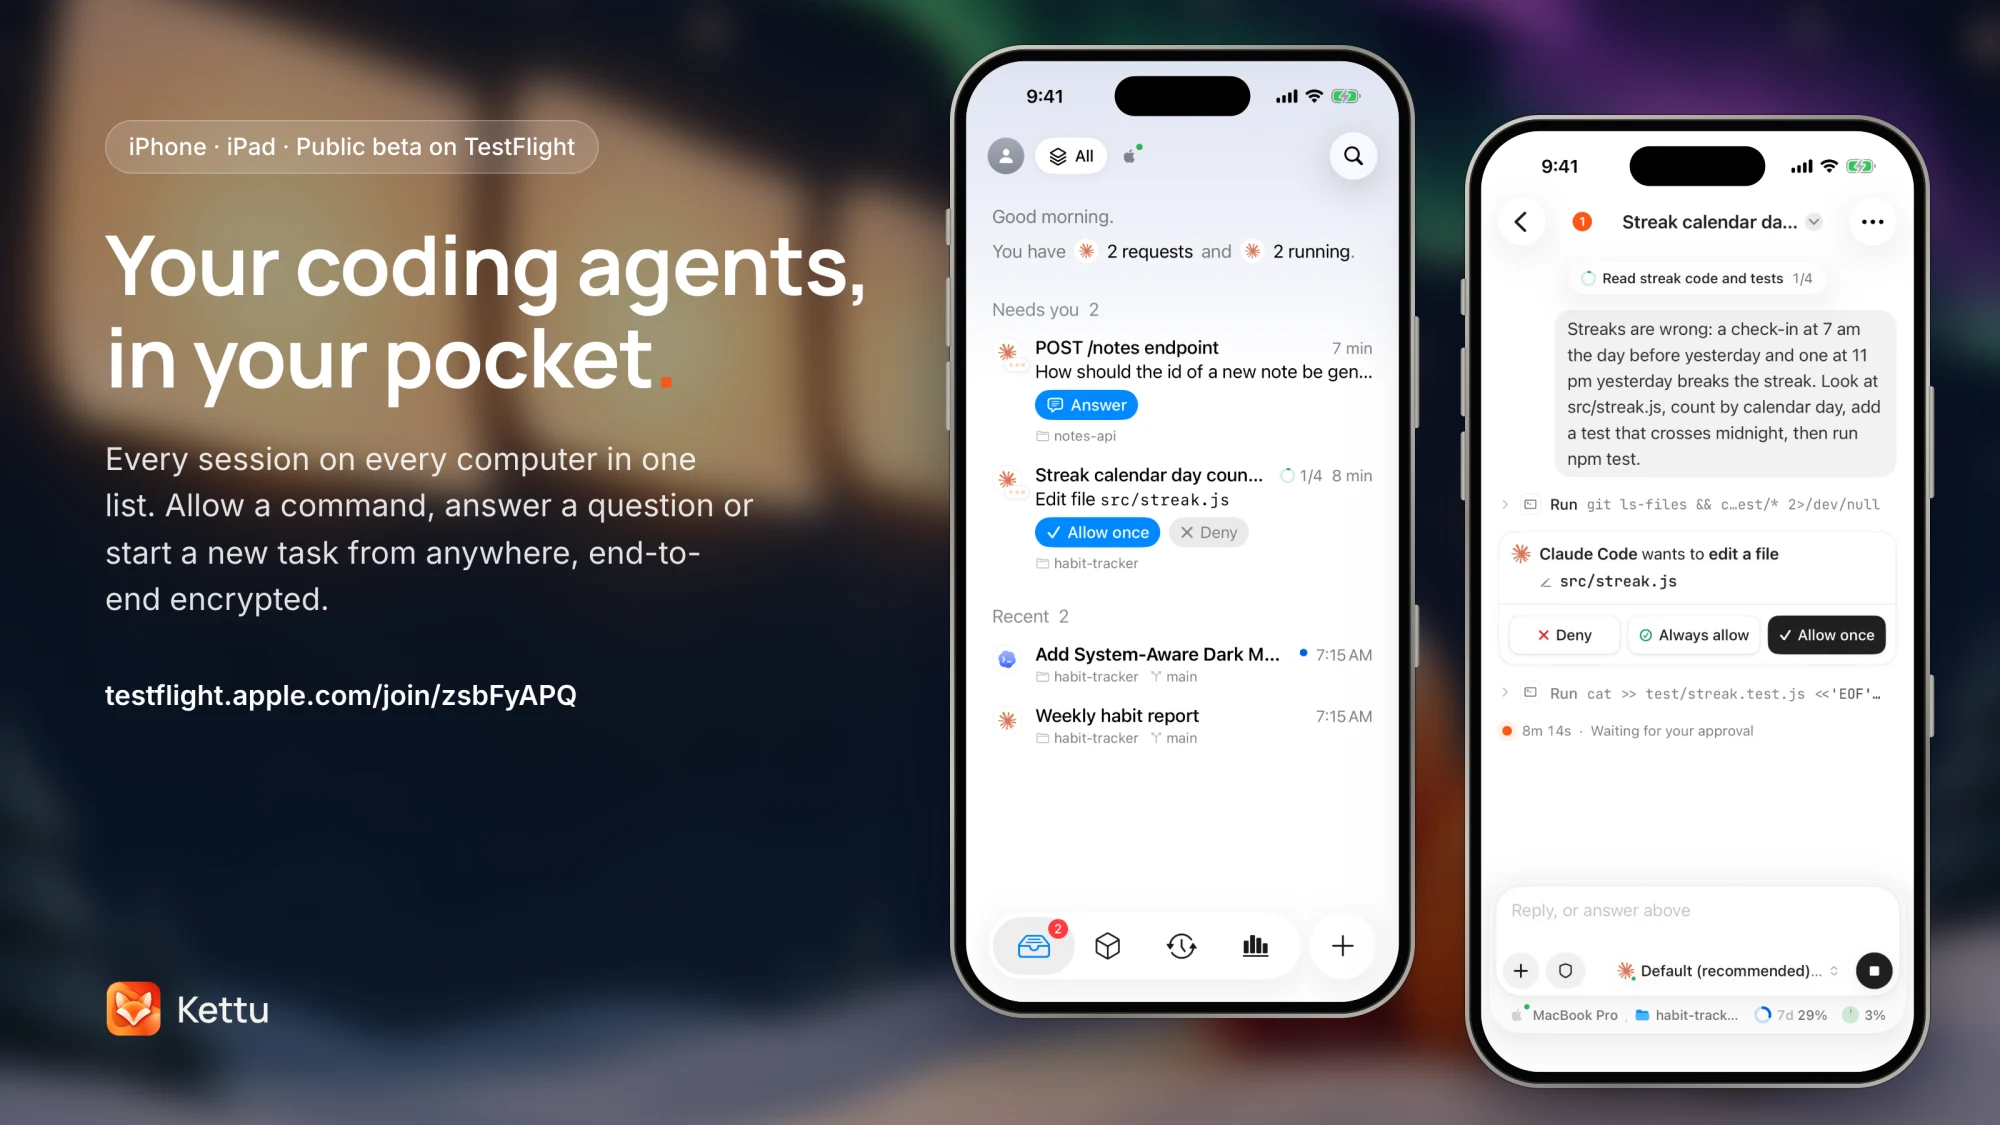 iPhone · iPad · Public beta on TestFlight
Your coding agents,
in your pocket.
Every session on every computer in one
list. Allow a command, answer a question or
start a new task from anywhere, end-to-
end encrypted.
testflight.apple.com/join/zsbFyAPQ
Kettu
9:41
All
Good morning.
You have 2 requests and 2 running.
Needs you 2
POST /notes endpoint 7 min
How should the id of a new note be gen...
Answer
notes-api
Streak calendar day coun... 1/4 8 min
Edit file src/streak.js
Allow once Deny
habit-tracker
Recent 2
Add System-Aware Dark M... 7:15 AM
habit-tracker main
Weekly habit report 7:15 AM
habit-tracker main
2
9:41
1 Streak calendar da...
Read streak code and tests 1/4
Streaks are wrong: a check-in at 7 am
the day before yesterday and one at 11
pm yesterday breaks the streak. Look at
src/streak.js, count by calendar day, add
a test that crosses midnight, then run
npm test.
Run git ls-files && c…est/* 2>/dev/null
Claude Code wants to edit a file
src/streak.js
Deny Always allow Allow once
Run cat >> test/streak.test.js <<'EOF'…
8m 14s · Waiting for your approval
Reply, or answer above
Default (recommended)...
MacBook Pro habit-track... 7d 29% 3%